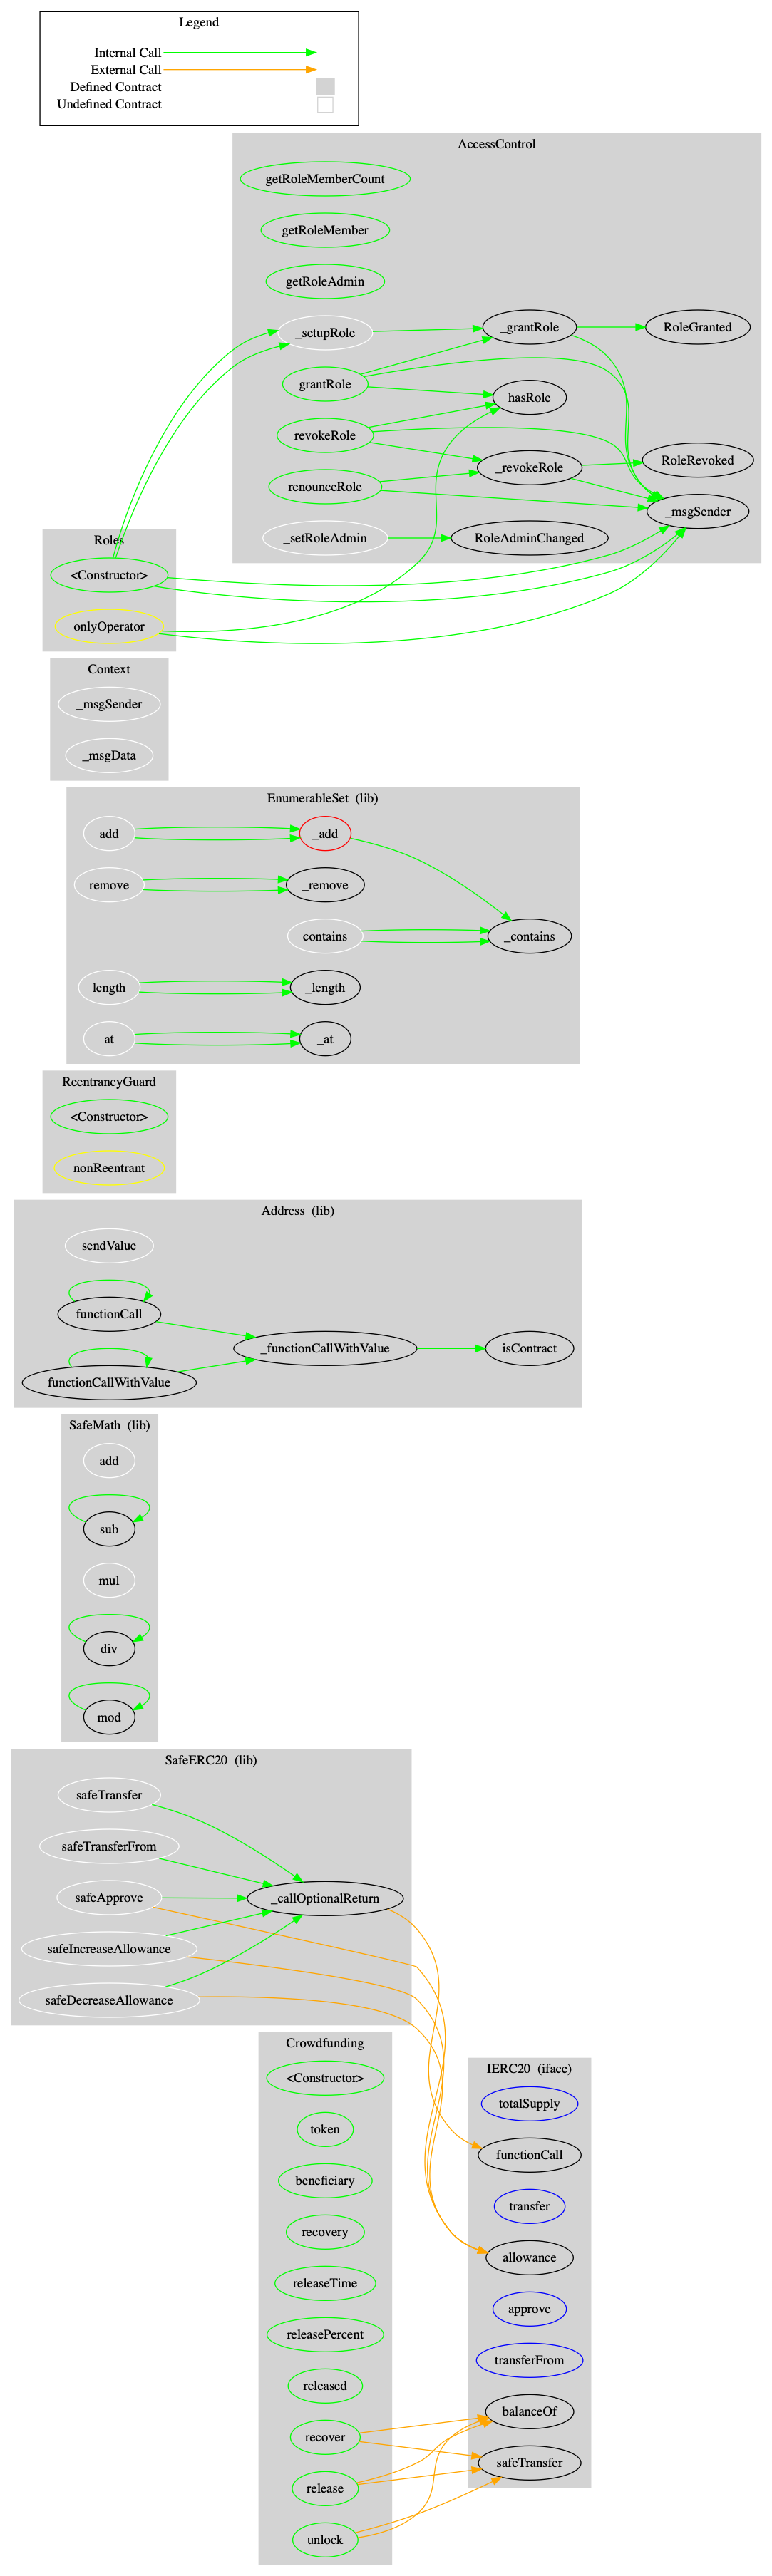 Legend
Internal Call
External Call
Defined Contract
Undefined Contract
AccessControl
getRoleMemberCount
getRoleMember
getRoleAdmin
_setupRole
_grantRole
RoleGranted
grantRole
hasRole
revokeRole
_revokeRole
RoleRevoked
renounceRole
_msgSender
_setRoleAdmin
RoleAdminChanged
Roles
<Constructor>
onlyOperator
Context
_msgSender
_msgData
EnumerableSet (lib)
add
_add
remove
_remove
contains
_contains
length
_length
at
_at
ReentrancyGuard
<Constructor>
nonReentrant
Address (lib)
sendValue
functionCall
_functionCallWithValue
isContract
functionCallWithValue
SafeMath (lib)
add
sub
mul
div
mod
SafeERC20 (lib)
safeTransfer
safeTransferFrom
safeApprove
_callOptionalReturn
safeIncreaseAllowance
safeDecreaseAllowance
Crowdfunding
<Constructor>
token
beneficiary
recovery
releaseTime
releasePercent
released
recover
release
unlock
IERC20 (iface)
totalSupply
functionCall
transfer
allowance
approve
transferFrom
balanceOf
safeTransfer